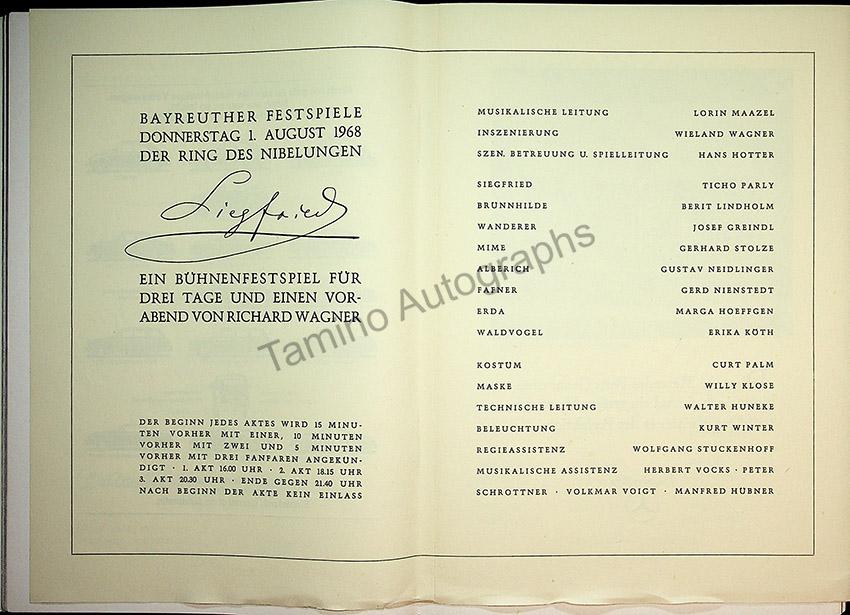 BAYREUTHER FESTSPIELE
DONNERSTAG 1. AUGUST 1968
DER RING DES NIBELUNGEN
Siegfried
EIN BÜHNENFESTSPIEL FÜR
DREI TAGE UND EINEN VOR-
ABEND VON RICHARD WAGNER
DER BEGINN JEDES AKTES WIRD 15 MINU-
TEN VORHER MIT EINER, 10 MINUTEN
VORHER MIT ZWEI UND 5 MINUTEN
VORHER MIT DREI FANFAREN ANGEKÜN-
DIGT · 1. AKT 16.00 UHR · 2. AKT 18.15 UHR
3. AKT 20.30 UHR · ENDE GEGEN 21.40 UHR
NACH BEGINN DER AKTE KEIN EINLASS
MUSIKALISCHE LEITUNG LORIN MAAZEL
INSZENIERUNG WIELAND WAGNER
SZEN. BETREUUNG U. SPIELLEITUNG HANS HOTTER
SIEGFRIED TICHO PARLY
BRÜNNHILDE BERIT LINDHOLM
WANDERER JOSEF GREINDL
MIME GERHARD STOLZE
ALBERICH GUSTAV NEIDLINGER
FAFNER GERD NIENSTEDT
ERDA MARGA HOEFFGEN
WALDVOGEL ERIKA KÖTH
KOSTÜM CURT PALM
MASKE WILLY KLOSE
TECHNISCHE LEITUNG WALTER HUNEKE
BELEUCHTUNG KURT WINTER
REGIEASSISTENZ WOLFGANG STUCKENHOFF
MUSIKALISCHE ASSISTENZ HERBERT VOCKS · PETER
SCHROTTNER · VOLKMAR VOIGT · MANFRED HÜBNER
Tamino Autographs